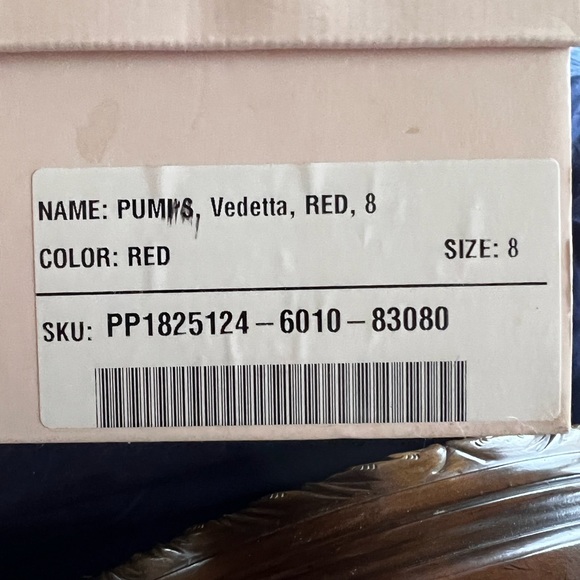 NAME: PUMPS, Vedetta, RED, 8
COLOR: RED SIZE: 8
SKU: PP1825124-6010-83080